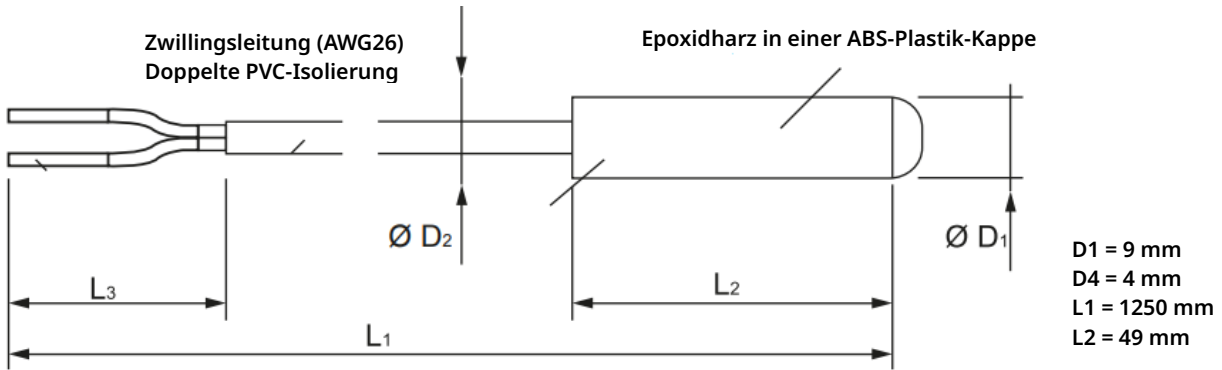 Zwillingsleitung (AWG26)
Doppelte PVC-Isolierung
Epoxidharz in einer ABS-Plastik-Kappe
Ø D₂
Ø D₁
L₃
L₂
L₁
D1 = 9 mm
D4 = 4 mm
L1 = 1250 mm
L2 = 49 mm